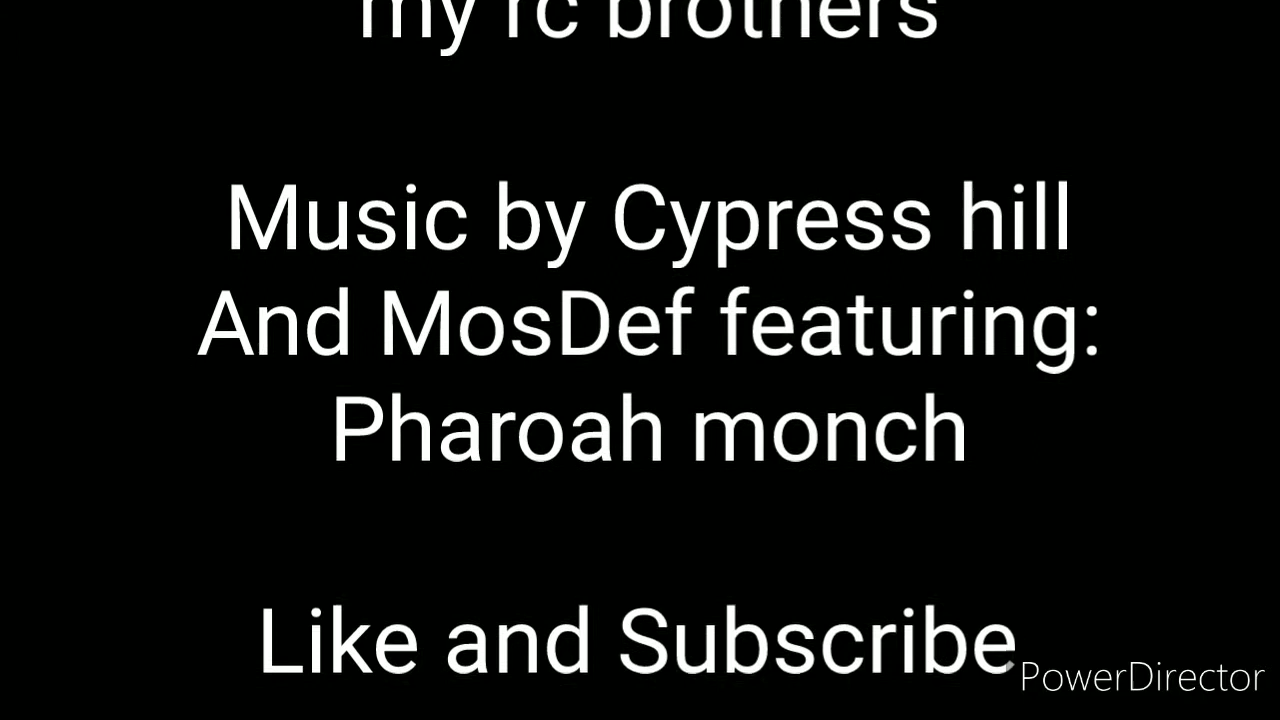 my rc brothers
Music by Cypress hill
And MosDef featuring:
Pharoah monch
Like and Subscribe
PowerDirector